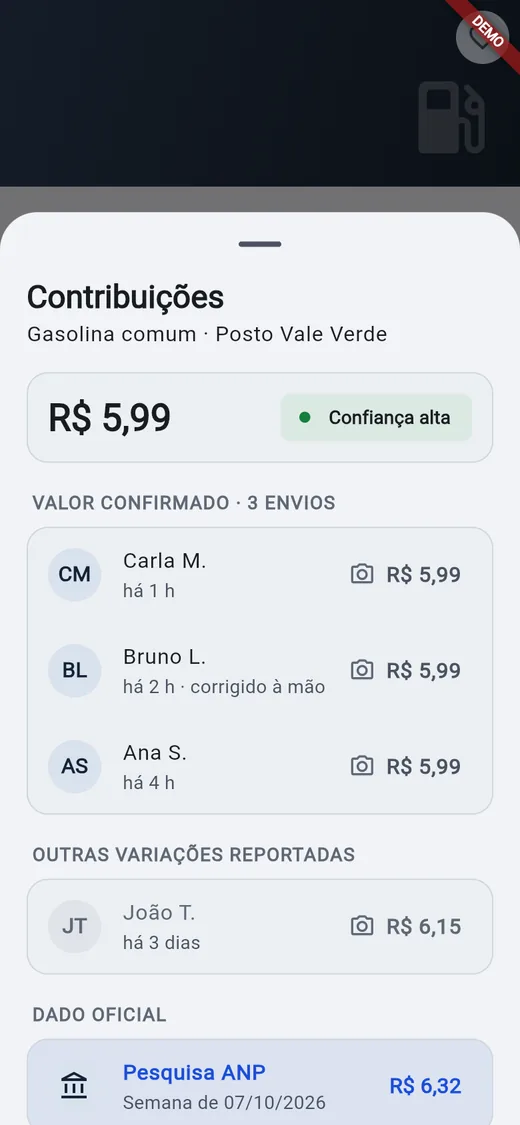 DEMO
Contribuições
Gasolina comum · Posto Vale Verde
R$ 5,99
Confiança alta
VALOR CONFIRMADO · 3 ENVIOS
CM
Carla M.
há 1 h
R$ 5,99
BL
Bruno L.
há 2 h · corrigido à mão
R$ 5,99
AS
Ana S.
há 4 h
R$ 5,99
OUTRAS VARIAÇÕES REPORTADAS
JT
João T.
há 3 dias
R$ 6,15
DADO OFICIAL
Pesquisa ANP
Semana de 07/10/2026
R$ 6,32